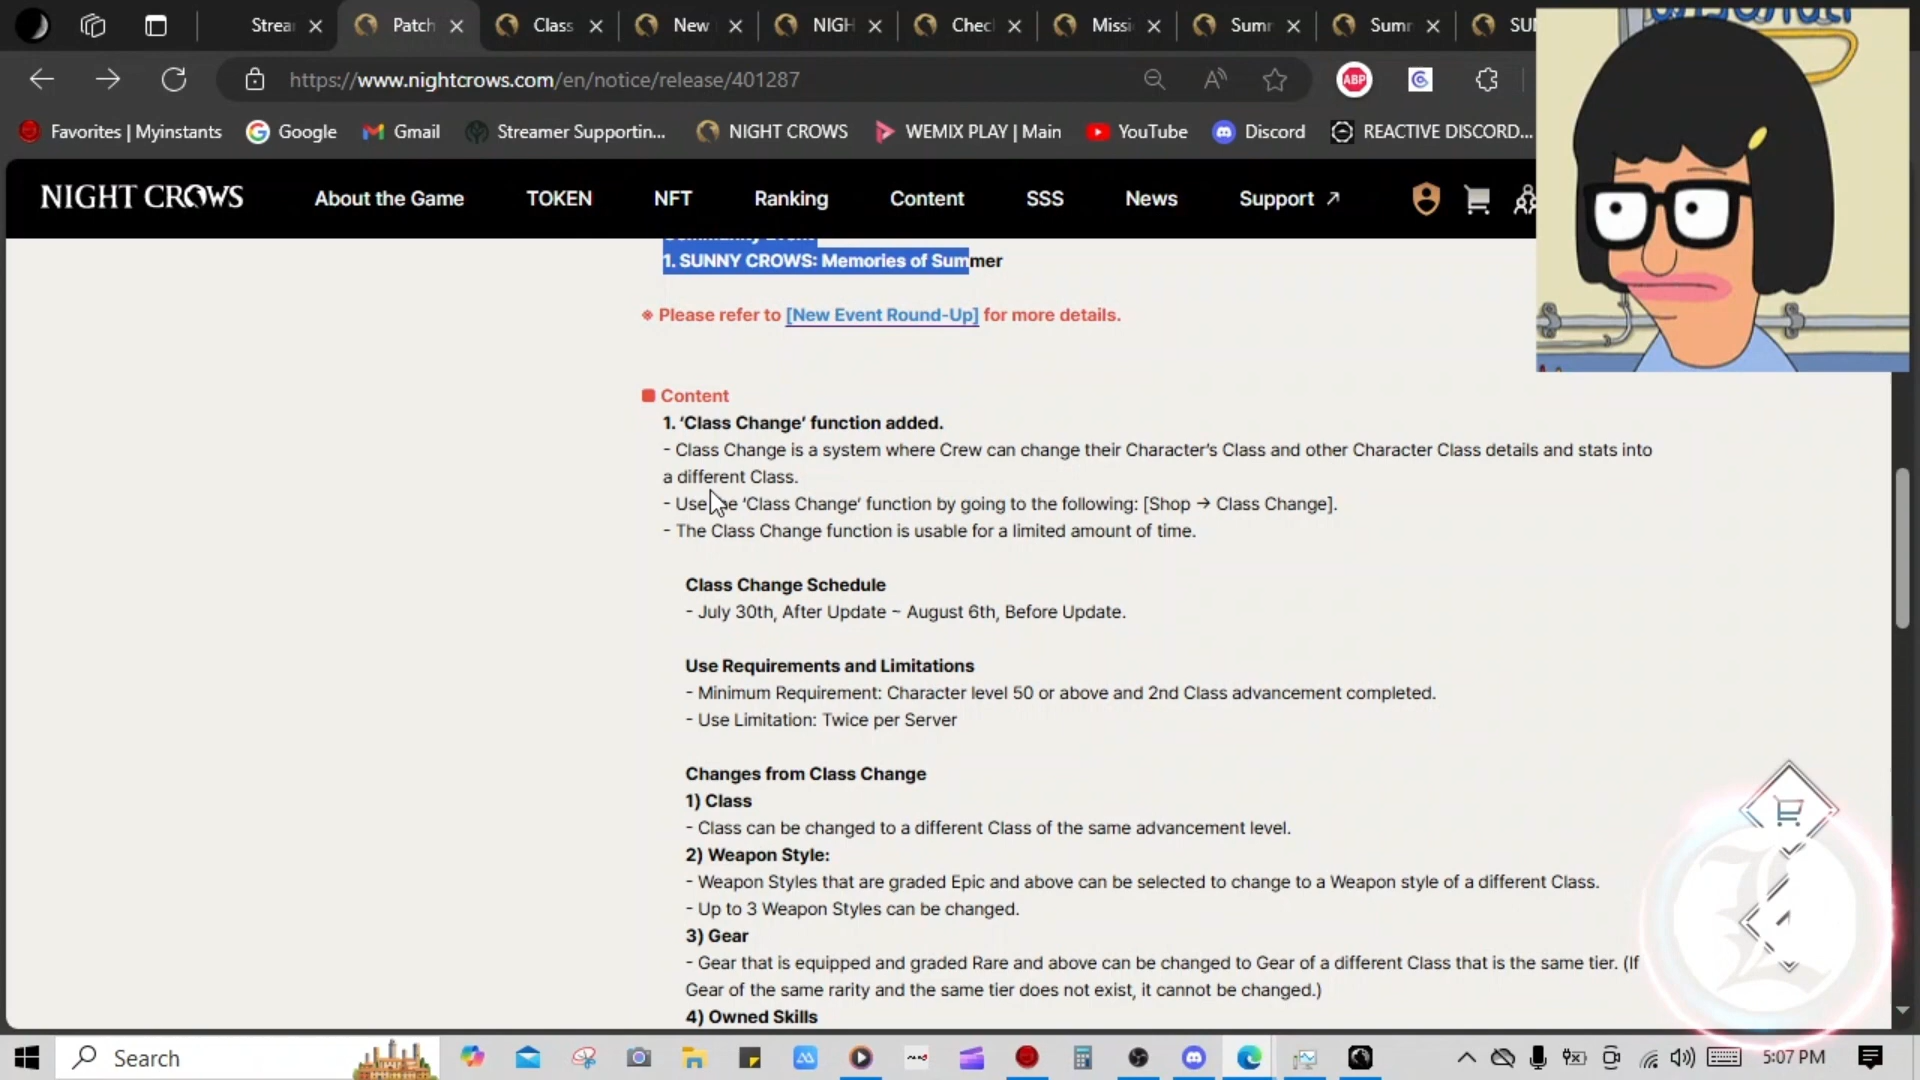 Strea
Patch
Class
New
NIGH
Chec
Missi
Sumr
Sumr
SU
https://www.nightcrows.com/en/notice/release/401287
ABP
Favorites | Myinstants
Google
Gmail
Streamer Supportin...
NIGHT CROWS
WEMIX PLAY | Main
YouTube
Discord
REACTIVE DISCORD...
NIGHT CROWS
About the Game
TOKEN
NFT
Ranking
Content
SSS
News
Support ↗
1. SUNNY CROWS: Memories of Summer
※ Please refer to [New Event Round-Up] for more details.
Content
1. ‘Class Change’ function added.
- Class Change is a system where Crew can change their Character’s Class and other Character Class details and stats into
a different Class.
- Use the ‘Class Change’ function by going to the following: [Shop → Class Change].
- The Class Change function is usable for a limited amount of time.
Class Change Schedule
- July 30th, After Update ~ August 6th, Before Update.
Use Requirements and Limitations
- Minimum Requirement: Character level 50 or above and 2nd Class advancement completed.
- Use Limitation: Twice per Server
Changes from Class Change
1) Class
- Class can be changed to a different Class of the same advancement level.
2) Weapon Style:
- Weapon Styles that are graded Epic and above can be selected to change to a Weapon style of a different Class.
- Up to 3 Weapon Styles can be changed.
3) Gear
- Gear that is equipped and graded Rare and above can be changed to Gear of a different Class that is the same tier. (If
Gear of the same rarity and the same tier does not exist, it cannot be changed.)
4) Owned Skills
Search
5:07 PM